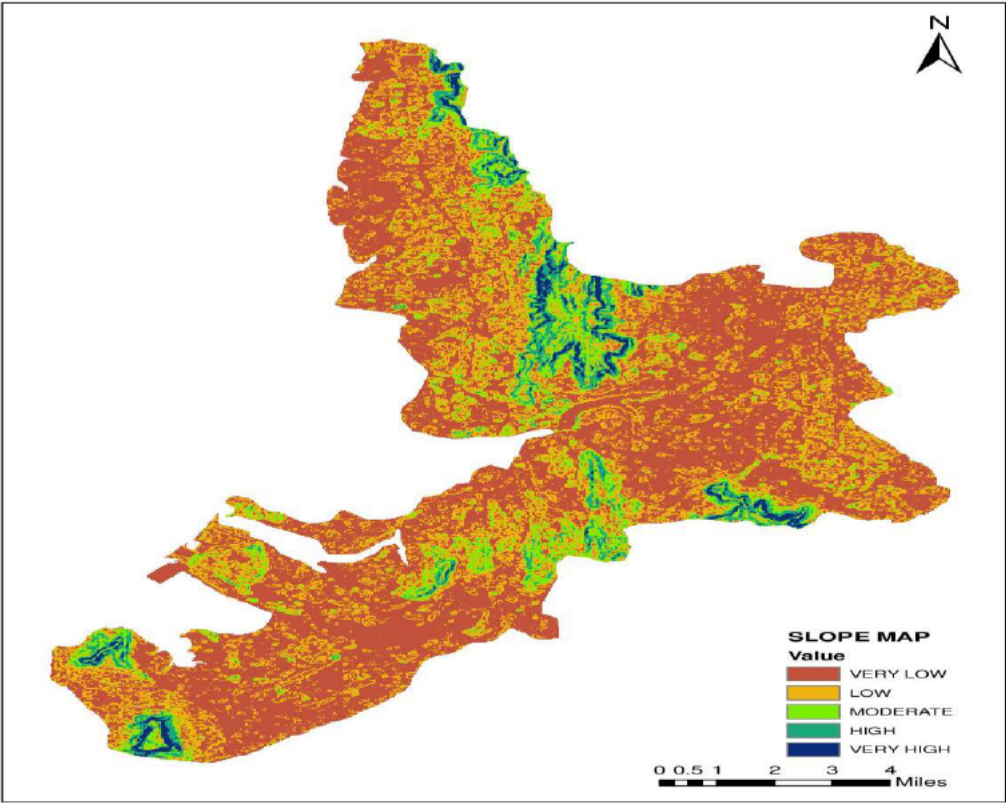 N
SLOPE MAP
Value
VERY LOW
LOW
MODERATE
HIGH
VERY HIGH
0 0.5 1 2 3 4
Miles